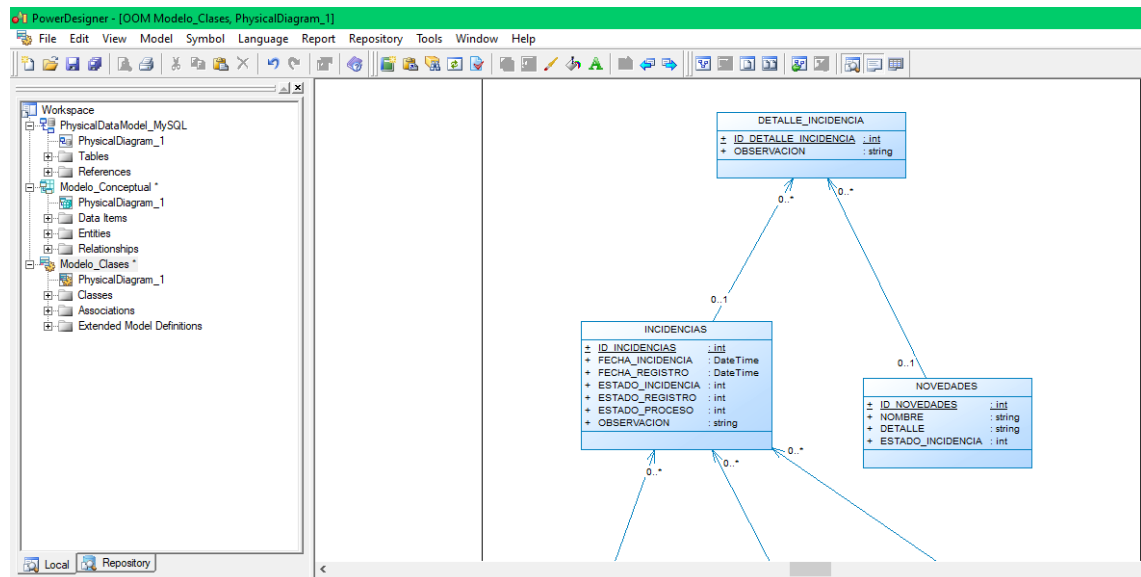 PowerDesigner - [OOM Modelo_Clases, PhysicalDiagram_1]
File Edit View Model Symbol Language Report Repository Tools Window Help
Workspace
PhysicalDataModel_MySQL
PhysicalDiagram_1
Tables
References
Modelo_Conceptual *
PhysicalDiagram_1
Data Items
Entities
Relationships
Modelo_Clases *
PhysicalDiagram_1
Classes
Associations
Extended Model Definitions
Local Repository
DETALLE_INCIDENCIA
+ ID_DETALLE_INCIDENCIA : int
+ OBSERVACION : string
0..*
0..*
0..1
INCIDENCIAS
+ ID_INCIDENCIAS : int
+ FECHA_INCIDENCIA : DateTime
+ FECHA_REGISTRO : DateTime
+ ESTADO_INCIDENCIA : int
+ ESTADO_REGISTRO : int
+ ESTADO_PROCESO : int
+ OBSERVACION : string
0..1
NOVEDADES
+ ID_NOVEDADES : int
+ NOMBRE : string
+ DETALLE : string
+ ESTADO_INCIDENCIA : int
0..*
0..*
0..*